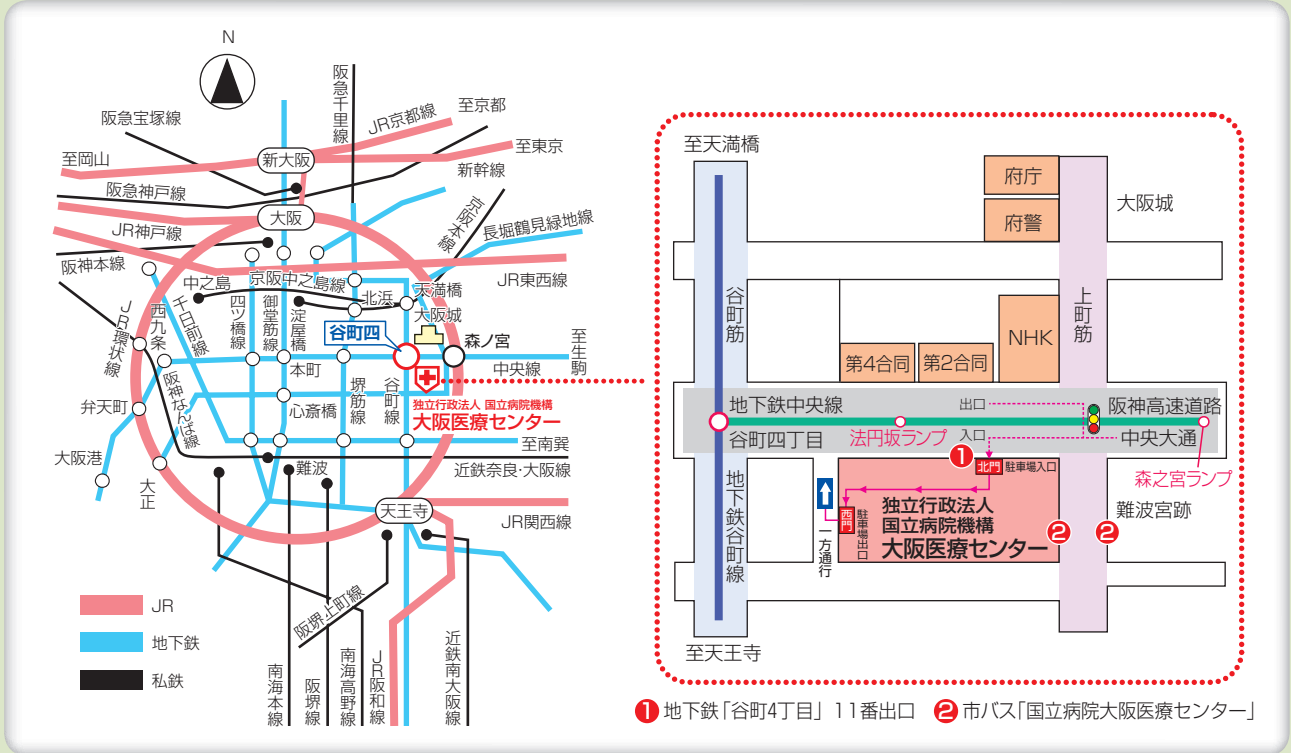 N
阪急宝塚線
阪急千里線
JR京都線
至京都
至岡山
新大阪
至東京
新幹線
阪急神戸線
大阪
京阪本線
長堀鶴見緑地線
JR神戸線
阪神本線
JR東西線
中之島
京阪中之島線
北浜
天満橋
大阪城
JR環状線
西九条
千日前線
四ツ橋線
御堂筋線
淀屋橋
谷町四
森ノ宮
至生駒
中央線
本町
堺筋線
谷町線
阪神なんば線
弁天町
心斎橋
独立行政法人 国立病院機構
大阪医療センター
至南巽
大阪港
難波
近鉄奈良・大阪線
大正
天王寺
JR関西線
JR
地下鉄
私鉄
阪堺上町線
南海本線
阪堺線
南海高野線
JR阪和線
近鉄南大阪線
至天満橋
府庁
府警
大阪城
谷町筋
上町筋
NHK
第4合同
第2合同
地下鉄中央線
出口
阪神高速道路
谷町四丁目
法円坂ランプ
入口
中央大通
1
北門
駐車場入口
森之宮ランプ
西門
駐車場出口
一方通行
独立行政法人
国立病院機構
大阪医療センター
難波宮跡
2
2
地下鉄谷町線
至天王寺
1 地下鉄「谷町4丁目」11番出口 2 市バス「国立病院大阪医療センター」